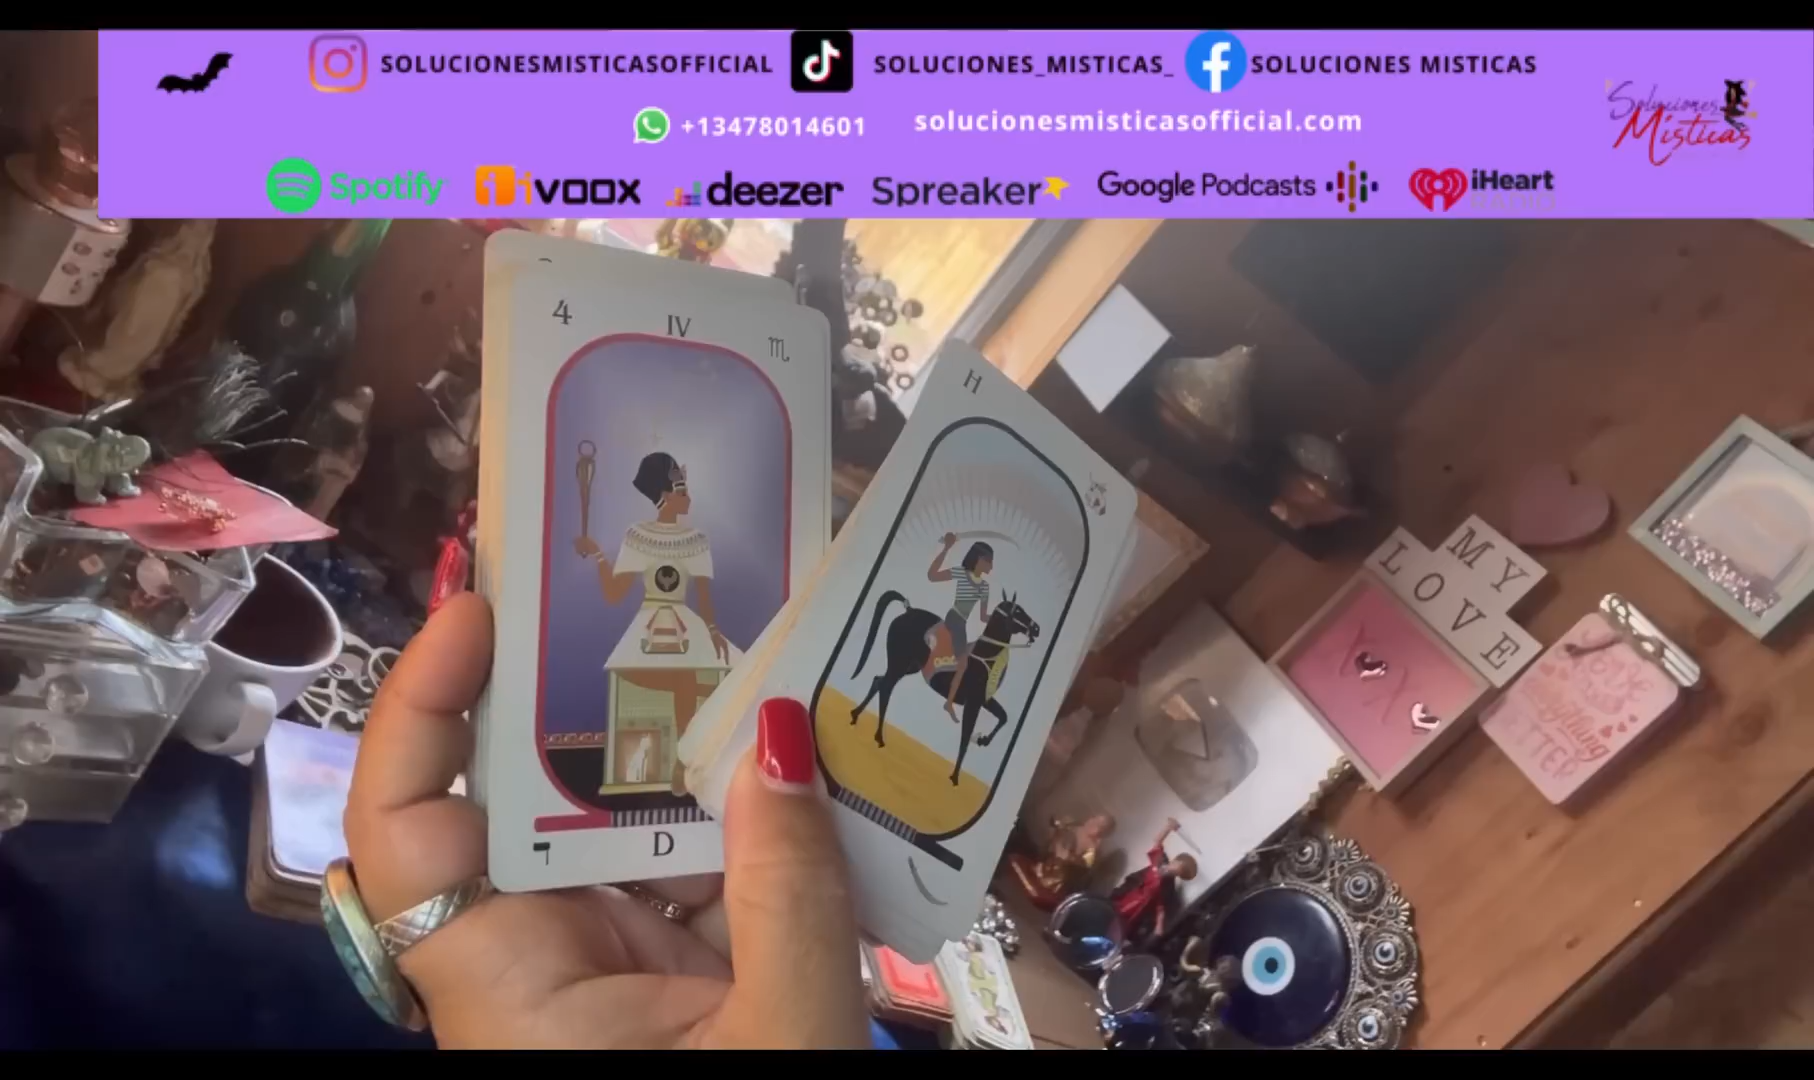 SOLUCIONESMISTICASOFFICIAL SOLUCIONES_MISTICAS_ SOLUCIONES MISTICAS
+13478014601 solucionesmisticasofficial.com
Soluciones Misticas
Spotify iVOOX deezer Spreaker Google Podcasts iHeart RADIO
4 IV
H
D
MY
LOVE